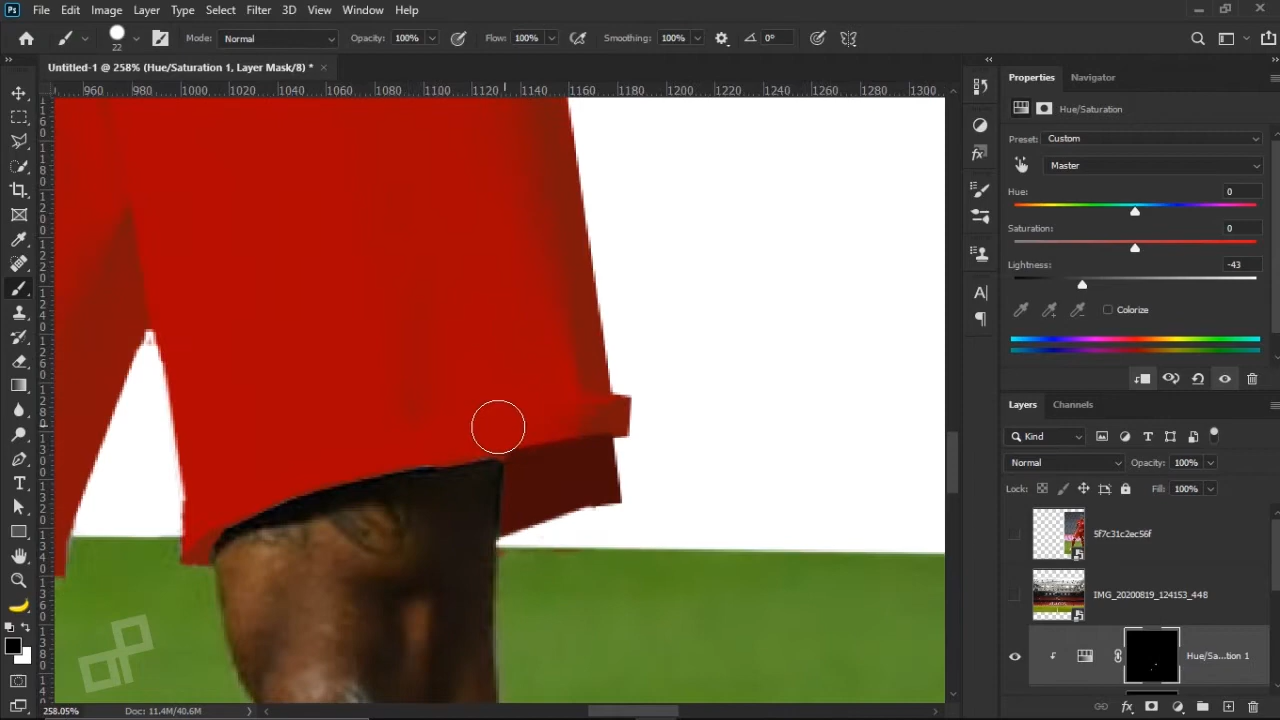 Ps File Edit Image Layer Type Select Filter 3D View Window Help
22 Mode: Normal Opacity: 100% Flow: 100% Smoothing: 100% 0°
Untitled-1 @ 258% (Hue/Saturation 1, Layer Mask/8) * ×
960 980 1000 1020 1040 1060 1080 1100 1120 1140 1160 1180 1200 1220 1240 1260 1280 1300
Properties Navigator
Hue/Saturation
Preset: Custom
Master
Hue: 0
Saturation: 0
Lightness: -43
Colorize
Layers Channels
Kind
Normal Opacity: 100%
Lock: Fill: 100%
5f7c31c2ec56f
IMG_20200819_124153_448
Hue/Sa...tion 1
258.05% Doc: 11.4M/40.6M